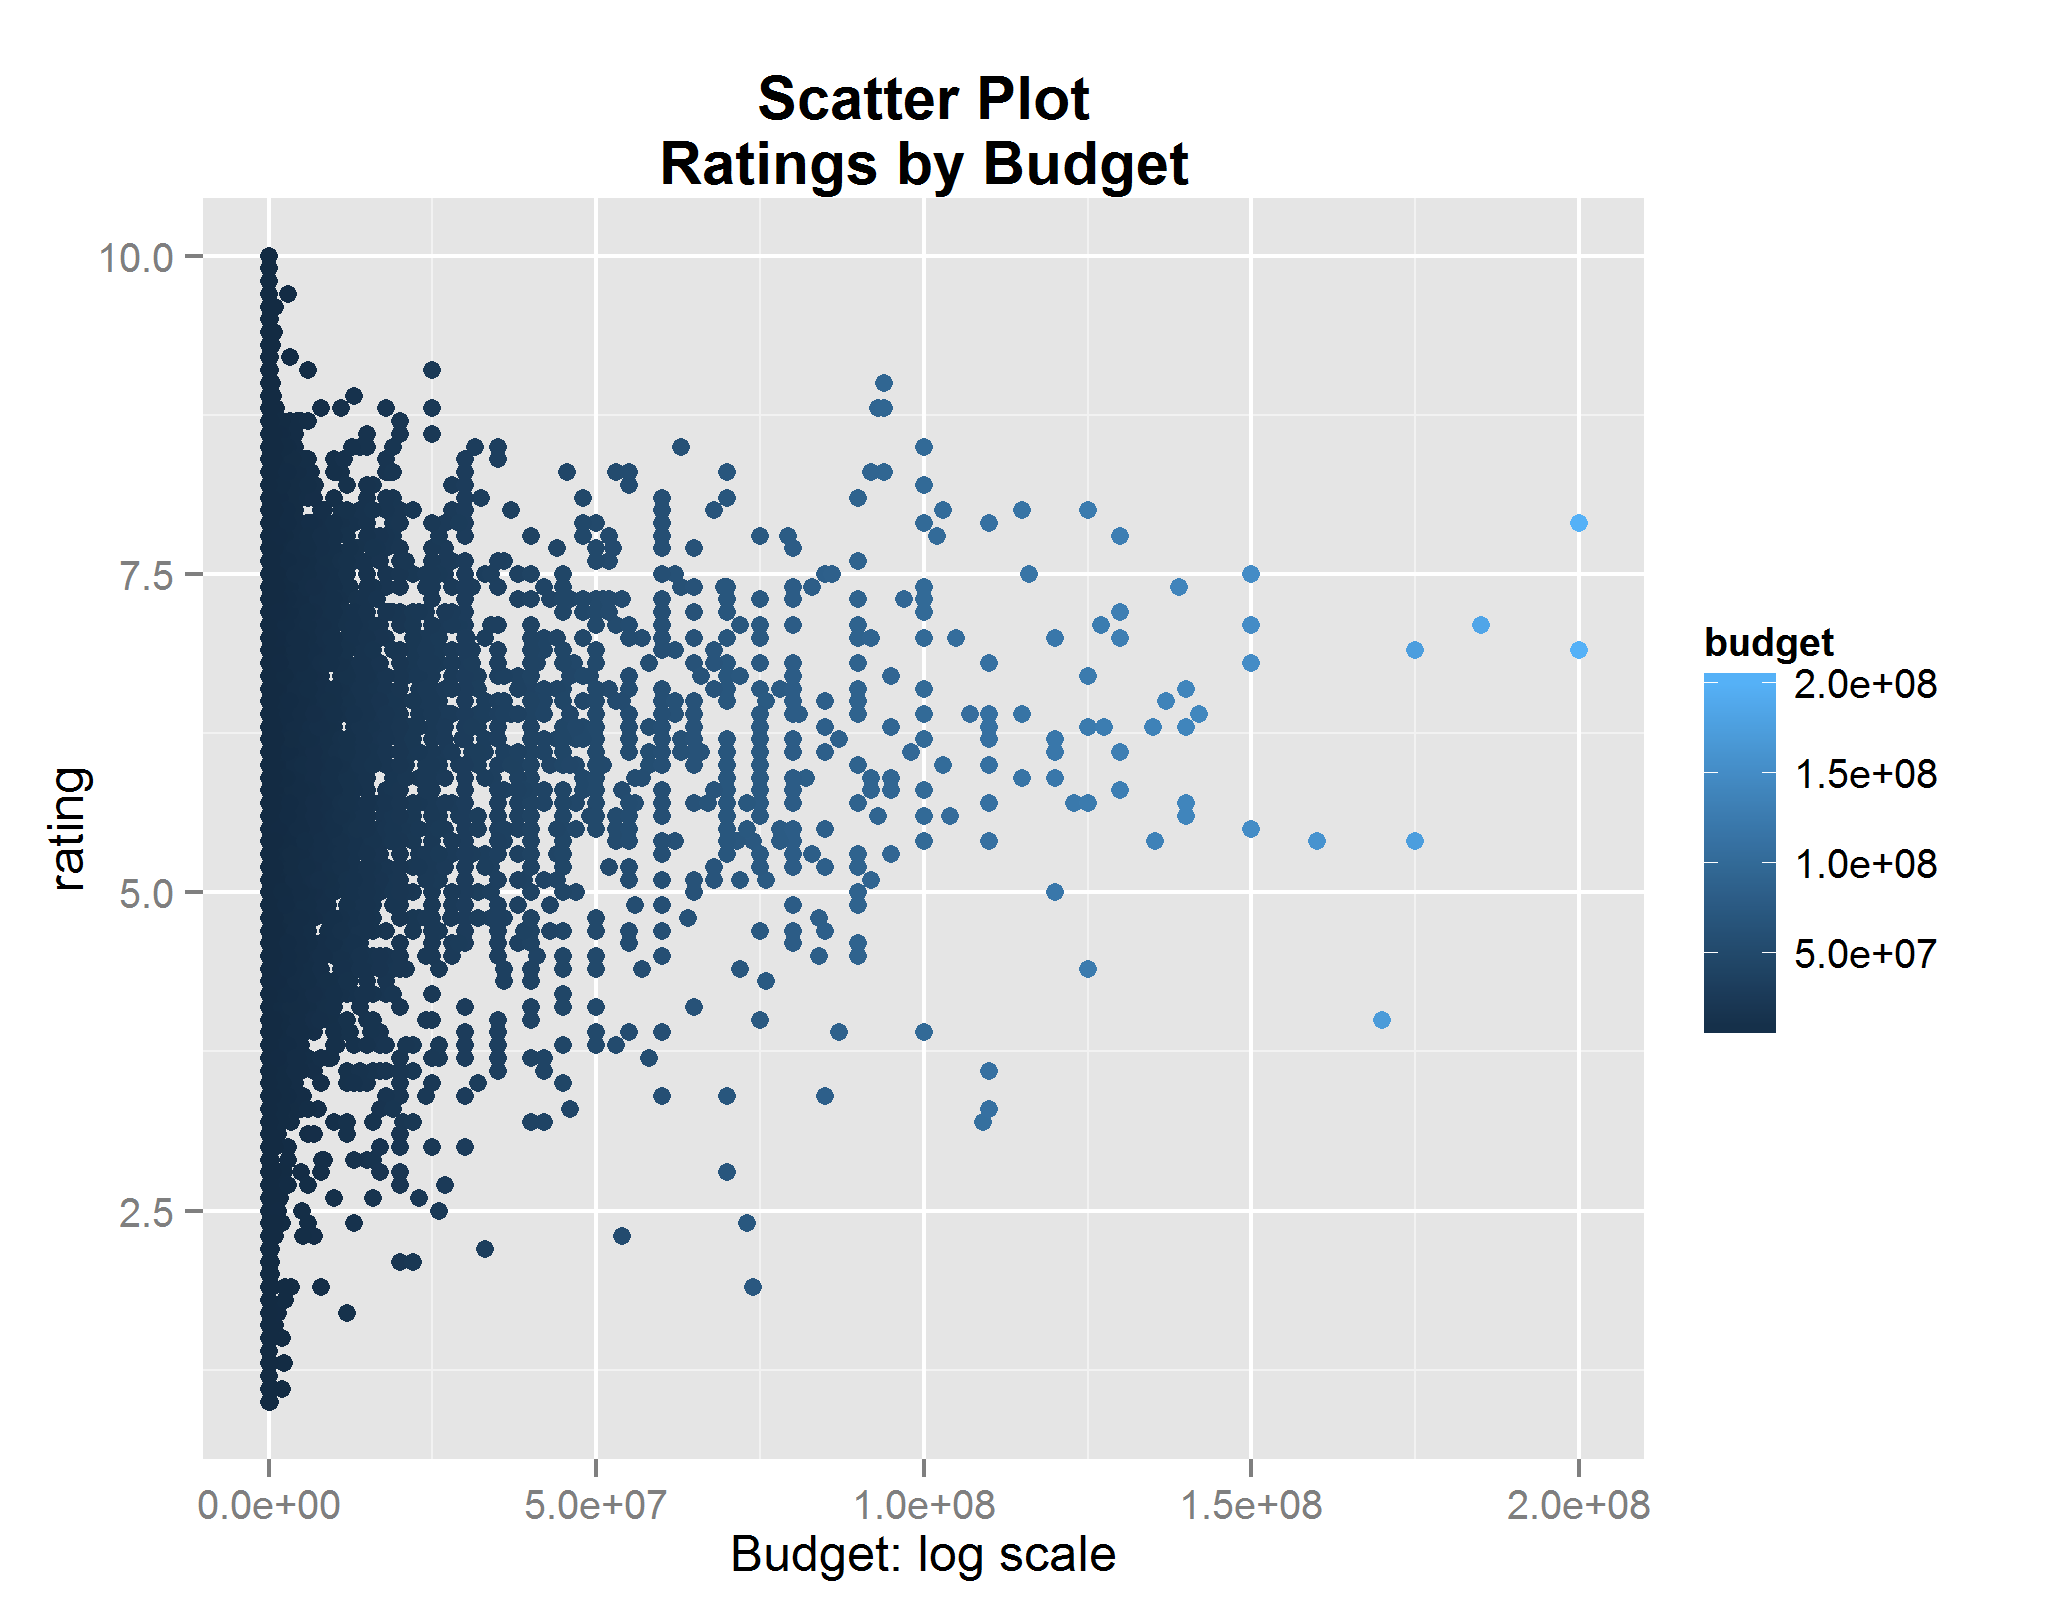 Scatter Plot
Ratings by Budget
10.0
7.5
5.0
2.5
rating
0.0e+00 5.0e+07 1.0e+08 1.5e+08 2.0e+08
Budget: log scale
budget
2.0e+08
1.5e+08
1.0e+08
5.0e+07